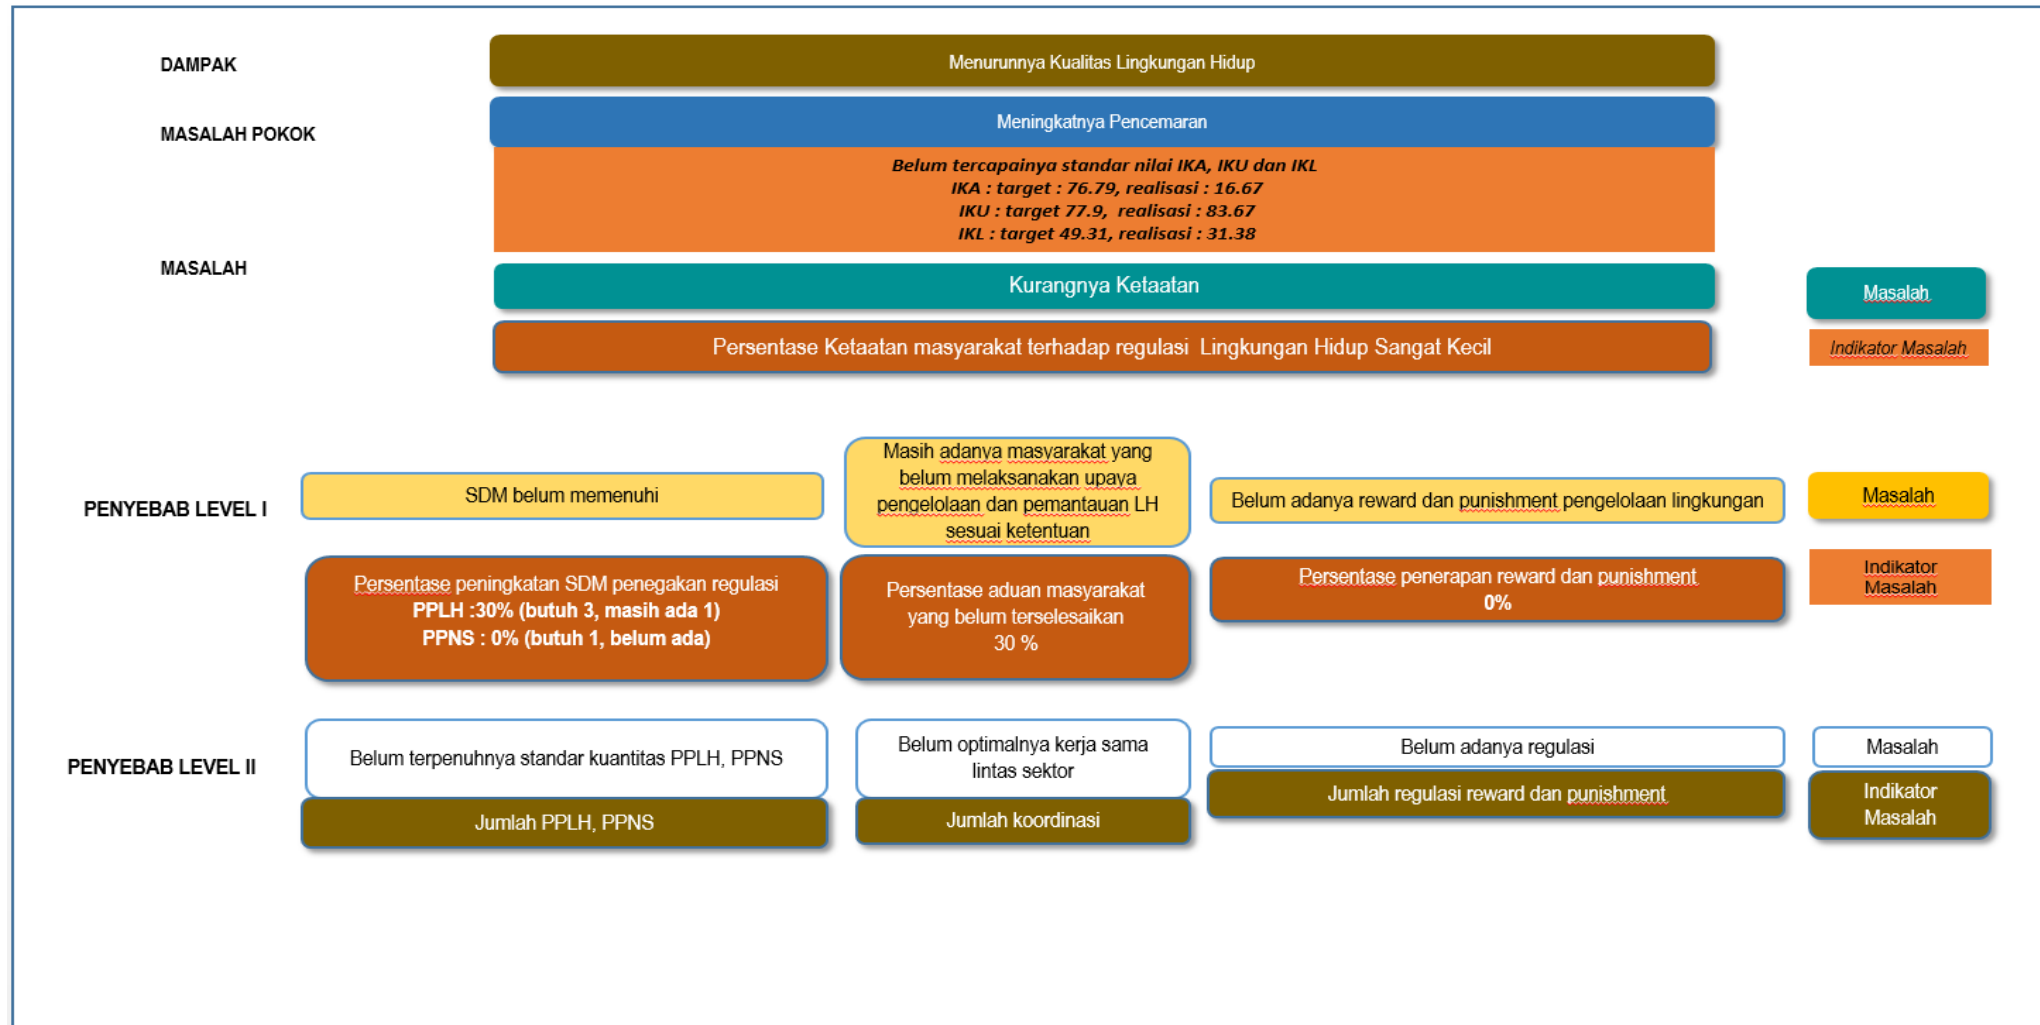 DAMPAK
Menurunnya Kualitas Lingkungan Hidup
MASALAH POKOK
Meningkatnya Pencemaran
Belum tercapainya standar nilai IKA, IKU dan IKL
IKA : target : 76.79, realisasi : 16.67
IKU : target 77.9, realisasi : 83.67
IKL : target 49.31, realisasi : 31.38
MASALAH
Kurangnya Ketaatan
Masalah
Persentase Ketaatan masyarakat terhadap regulasi Lingkungan Hidup Sangat Kecil
Indikator Masalah
PENYEBAB LEVEL I
SDM belum memenuhi
Masih adanya masyarakat yang
belum melaksanakan upaya
pengelolaan dan pemantauan LH
sesuai ketentuan
Belum adanya reward dan punishment pengelolaan lingkungan
Masalah
Persentase peningkatan SDM penegakan regulasi
PPLH :30% (butuh 3, masih ada 1)
PPNS : 0% (butuh 1, belum ada)
Persentase aduan masyarakat
yang belum terselesaikan
30 %
Persentase penerapan reward dan punishment
0%
Indikator
Masalah
PENYEBAB LEVEL II
Belum terpenuhnya standar kuantitas PPLH, PPNS
Belum optimalnya kerja sama
lintas sektor
Belum adanya regulasi
Masalah
Jumlah PPLH, PPNS
Jumlah koordinasi
Jumlah regulasi reward dan punishment
Indikator
Masalah